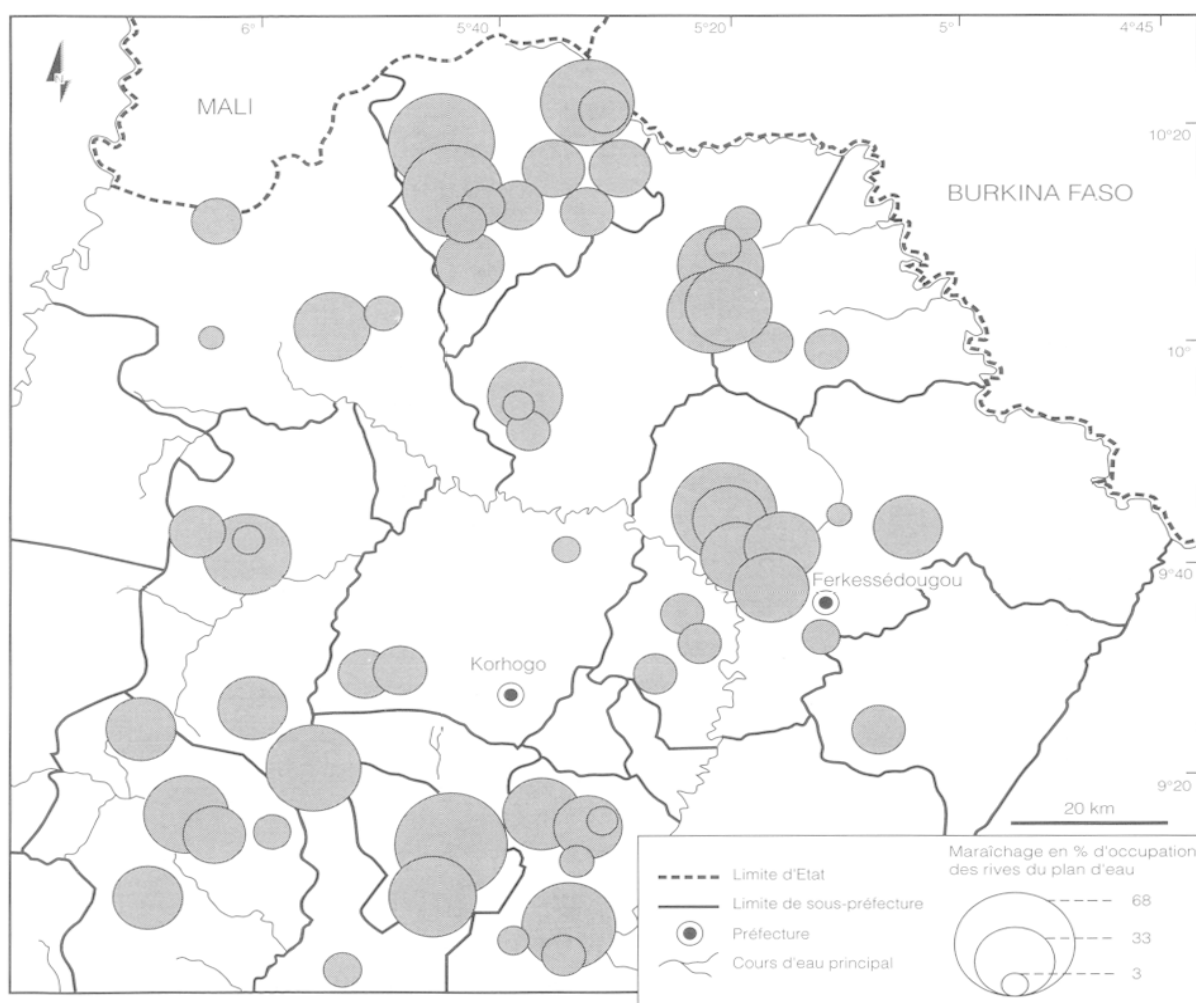 6°
5°40
5°20
5°
4°45
N
MALI
10°20
BURKINA FASO
10°
9°40
Ferkessédougou
Korhogo
9°20
20 km
Maraîchage en % d'occupation
des rives du plan d'eau
Limite d'Etat
68
Limite de sous-préfecture
33
Préfecture
Cours d'eau principal
3